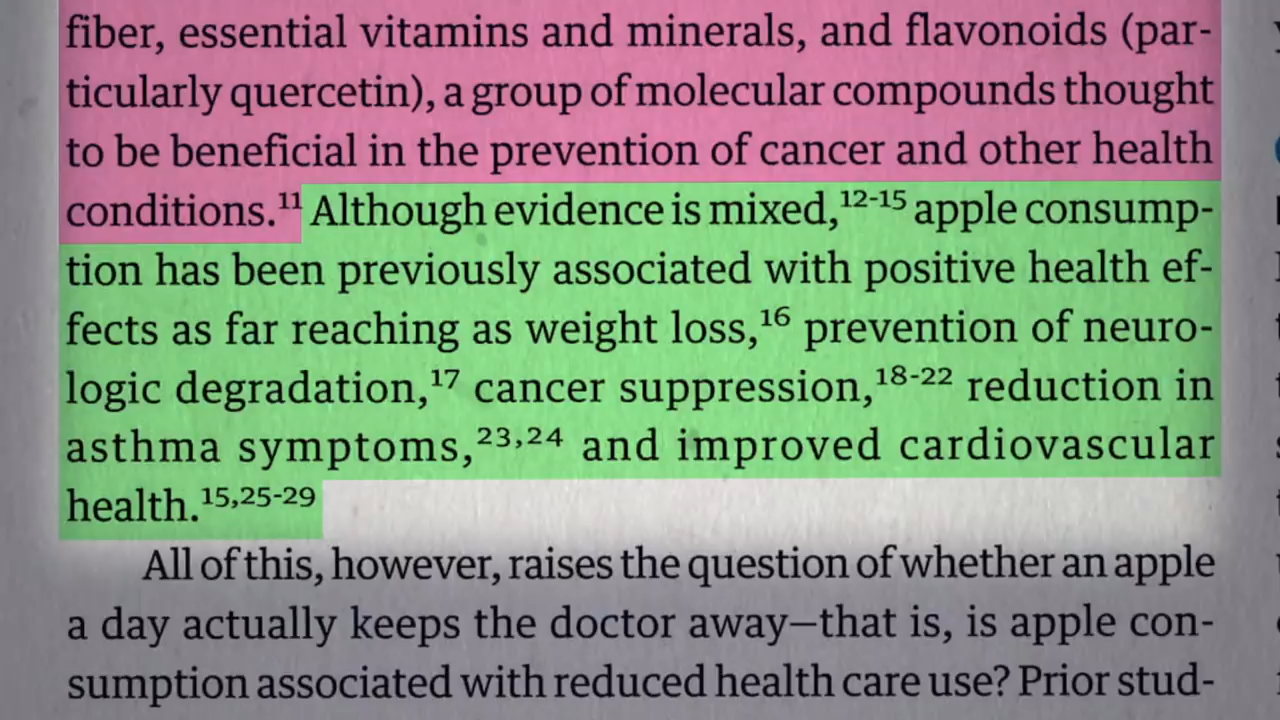 fiber, essential vitamins and minerals, and flavonoids (par-
ticularly quercetin), a group of molecular compounds thought
to be beneficial in the prevention of cancer and other health
conditions.¹¹ Although evidence is mixed,¹²-¹⁵ apple consump-
tion has been previously associated with positive health ef-
fects as far reaching as weight loss,¹⁶ prevention of neuro-
logic degradation,¹⁷ cancer suppression,¹⁸-²² reduction in
asthma symptoms,²³,²⁴ and improved cardiovascular
health.¹⁵,²⁵-²⁹
All of this, however, raises the question of whether an apple
a day actually keeps the doctor away—that is, is apple con-
sumption associated with reduced health care use? Prior stud-